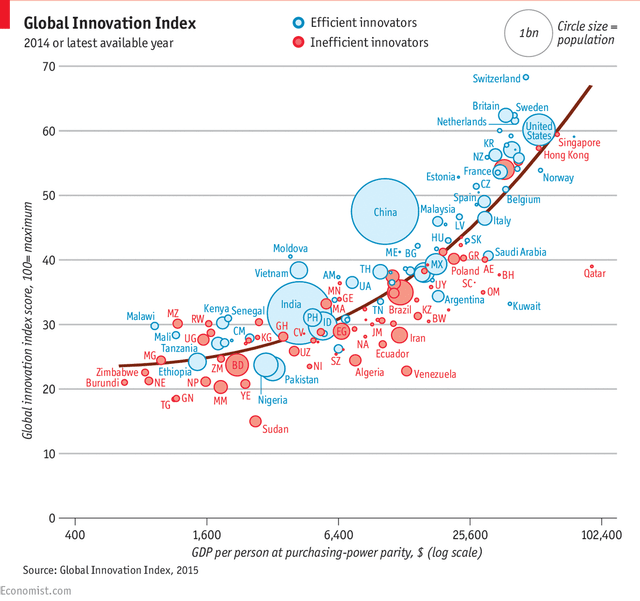 Global Innovation Index
2014 or latest available year
Efficient innovators
Inefficient innovators
1bn
Circle size =
population
Global innovation index score, 100= maximum
70
60
50
40
30
20
10
0
Switzerland
Britain
Sweden
Netherlands
United
States
Singapore
Hong Kong
KR
NZ
France
Norway
Estonia
CZ
Spain
Belgium
China
Malaysia
LV
Italy
HU
SK
Moldova
ME
BG
Saudi Arabia
Vietnam
AM
TH
MX
GR
Poland
AE
BH
Qatar
UA
UY
SC
OM
MN
GE
Argentina
Kuwait
India
MA
TN
Brazil
KZ
BW
Malawi
MZ
RW
Kenya
Senegal
PH
ID
Mali
UG
CM
GH
CV
EG
JM
Iran
Tanzania
KG
NA
MG
UZ
SZ
Ecuador
Zimbabwe
Ethiopia
ZM
BD
NI
Algeria
Venezuela
Burundi
NE
NP
Pakistan
TG
GN
MM
YE
Nigeria
Sudan
400
1,600
6,400
25,600
102,400
GDP per person at purchasing-power parity, $ (log scale)
Source: Global Innovation Index, 2015
Economist.com